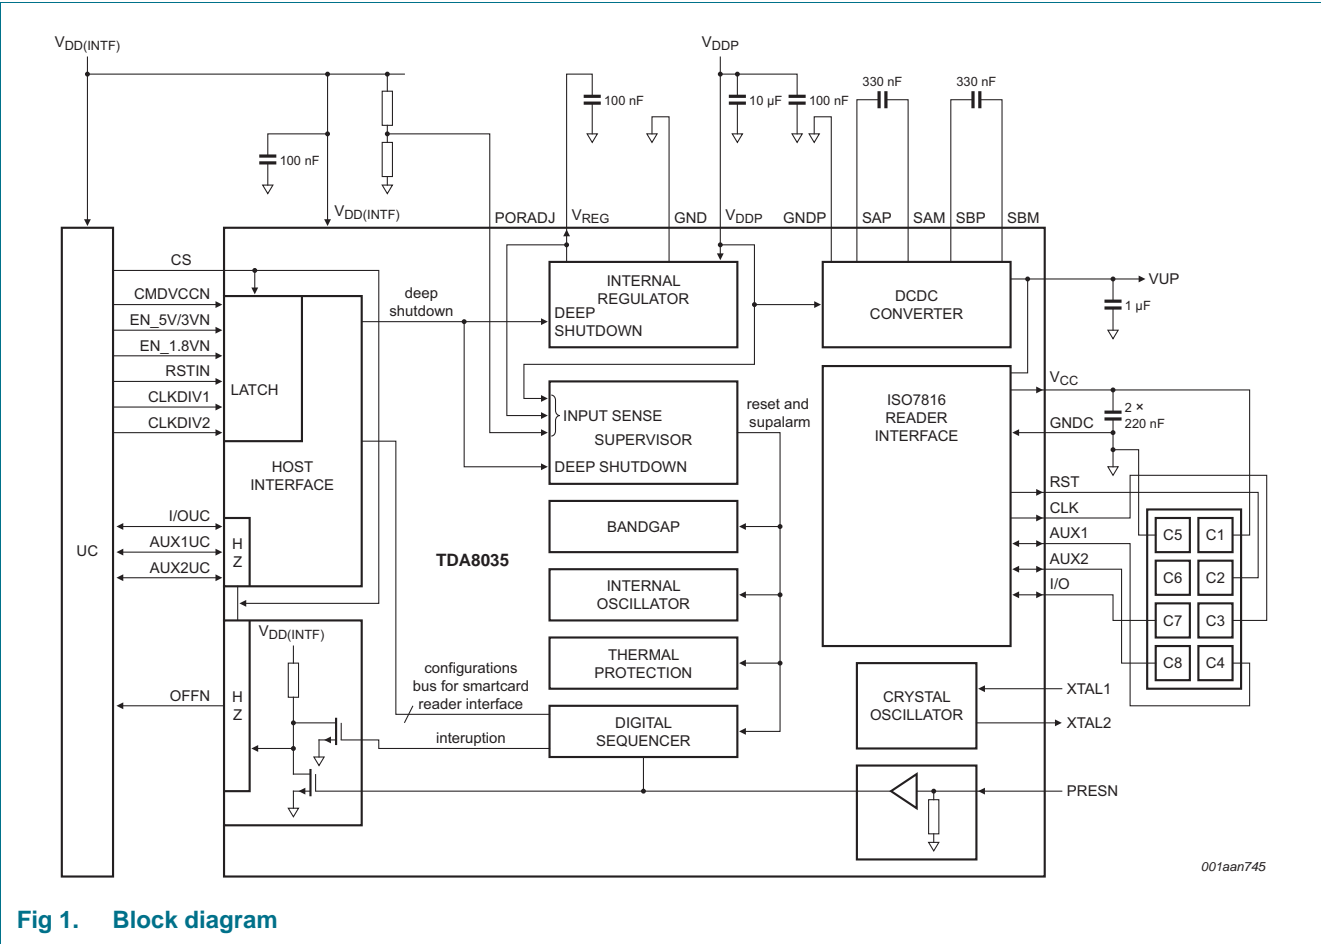 VDD(INTF)
VDDP
330 nF
330 nF
100 nF
10 µF
100 nF
100 nF
VDD(INTF)
PORADJ
VREG
GND
VDDP
GNDP
SAP
SAM
SBP
SBM
CS
CMDVCCN
EN_5V/3VN
EN_1.8VN
RSTIN
CLKDIV1
CLKDIV2
I/OUC
AUX1UC
AUX2UC
OFFN
UC
LATCH
HOST
INTERFACE
H
Z
H
Z
VDD(INTF)
deep
shutdown
INTERNAL
REGULATOR
DEEP
SHUTDOWN
DCDC
CONVERTER
VUP
1 µF
INPUT SENSE
SUPERVISOR
DEEP SHUTDOWN
reset and
supalarm
BANDGAP
TDA8035
INTERNAL
OSCILLATOR
THERMAL
PROTECTION
configurations
bus for smartcard
reader interface
interuption
DIGITAL
SEQUENCER
ISO7816
READER
INTERFACE
VCC
2 ×
220 nF
GNDC
RST
CLK
AUX1
AUX2
I/O
C5
C1
C6
C2
C7
C3
C8
C4
CRYSTAL
OSCILLATOR
XTAL1
XTAL2
PRESN
001aan745
Fig 1. Block diagram